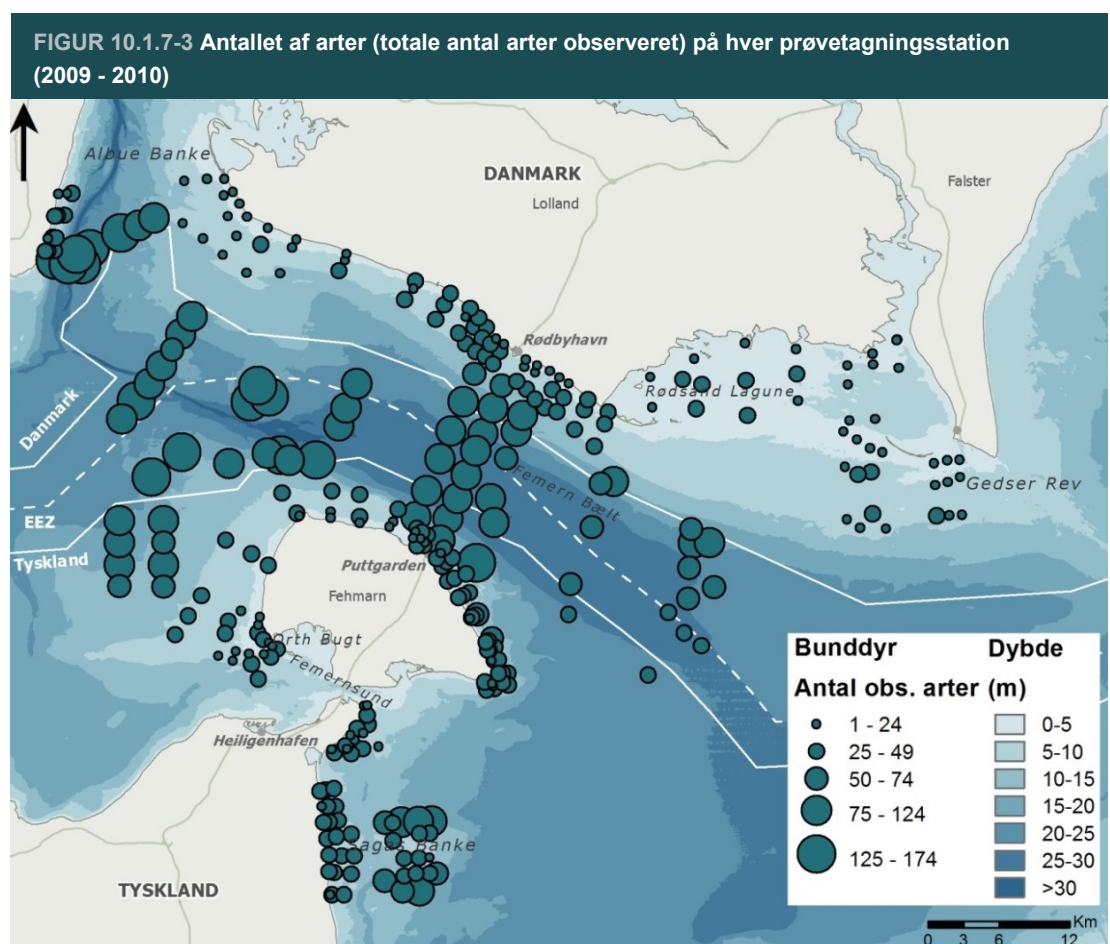 FIGUR 10.1.7-3 Antallet af arter (totale antal arter observeret) på hver prøvetagningsstation
(2009 - 2010)
Albue Banke
DANMARK
Lolland
Falster
Rødbyhavn
Rødsand Lagune
Gedser Rev
Danmark
Femern Bælt
EEZ
Tyskland
Puttgarden
Fehmarn
Orth Bugt
Femernsund
Heiligenhafen
Sagas Banke
TYSKLAND
Bunddyr
Antal obs. arter
1 - 24
25 - 49
50 - 74
75 - 124
125 - 174
Dybde
(m)
0-5
5-10
10-15
15-20
20-25
25-30
>30
Km
0 3 6 12